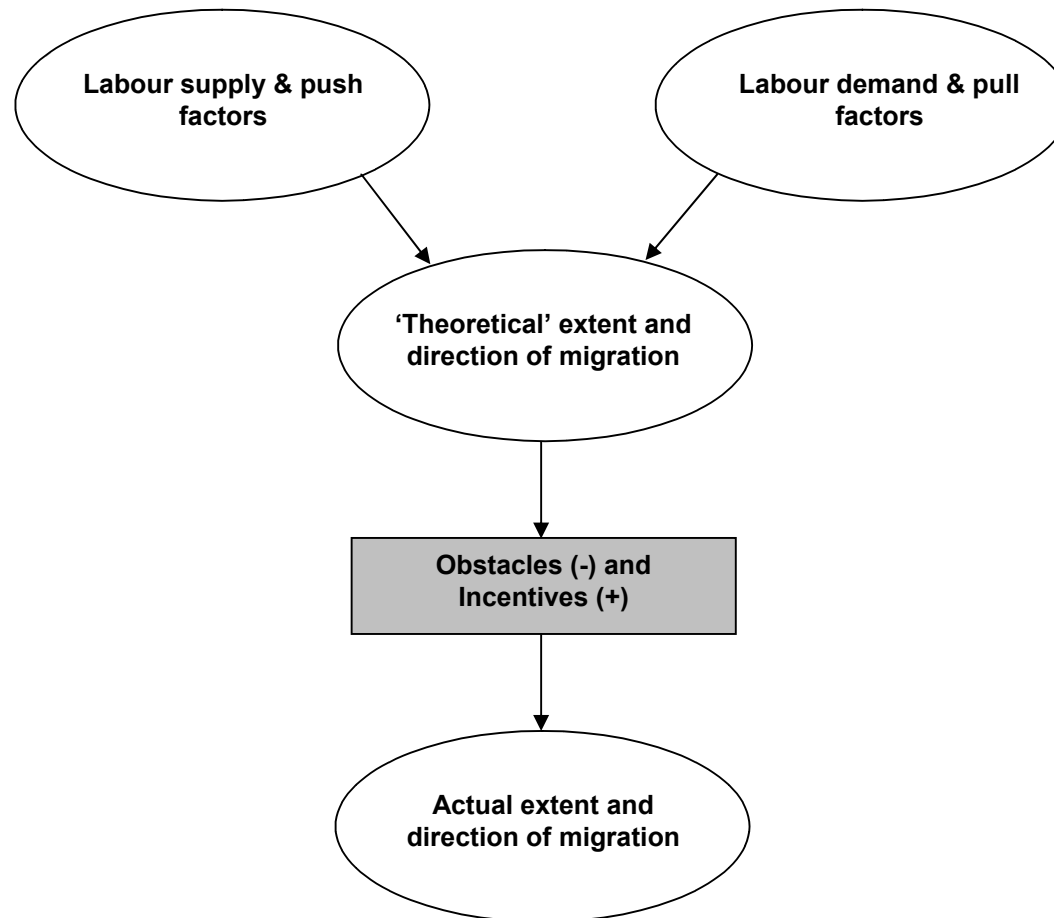 Labour supply & push
factors
Labour demand & pull
factors
‘Theoretical’ extent and
direction of migration
Obstacles (-) and
Incentives (+)
Actual extent and
direction of migration